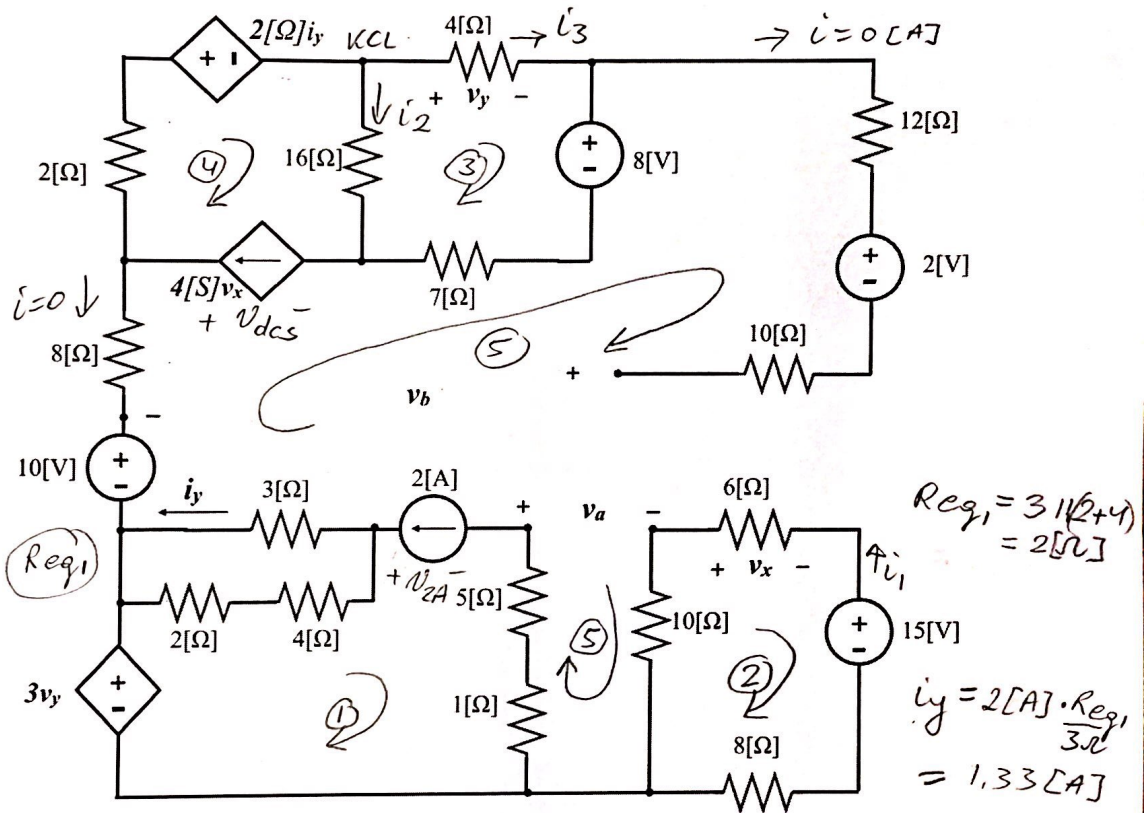 2[Ω]iy
KCL
4[Ω]
→ i3
→ i=0[A]
+ -
+ vy -
↓ i2
12[Ω]
2[Ω]
4
16[Ω]
3
+
-
8[V]
+
-
2[V]
i=0 ↓
4[S]vx
+ vdcs -
7[Ω]
8[Ω]
5
10[Ω]
+
vb
-
10[V]
+
-
iy
3[Ω]
2[A]
+ va -
6[Ω]
Req1 = 3 || (2+4)
= 2[Ω]
Req1
+ v2A -
+ vx -
↑i1
5[Ω]
2[Ω]
4[Ω]
5
10[Ω]
+
-
15[V]
3vy
+
-
1
1[Ω]
2
8[Ω]
iy = 2[A] · Req1/3Ω
= 1.33[A]